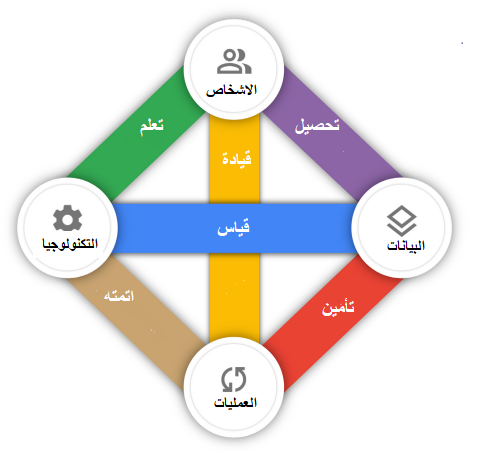 الاشخاص
تعلم
تحصيل
قيادة
البيانات
قياس
التكنولوجيا
تأمين
اتمته
العمليات